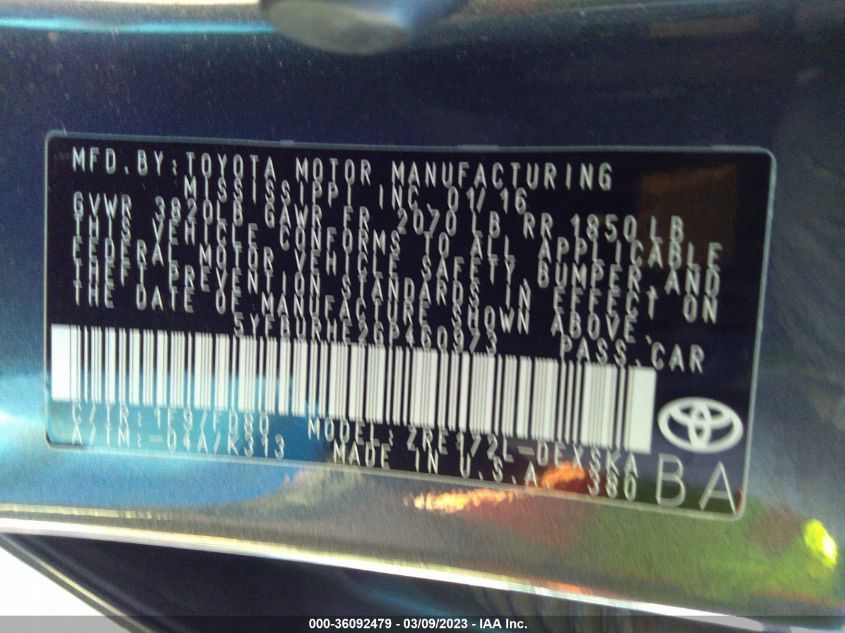 MFD. BY: TOYOTA MOTOR MANUFACTURING
MISSISSIPPI INC. 01/16
GVWR 3820LB GAWR FR 2070 LB RR 1850 LB
THIS VEHICLE CONFORMS TO ALL APPLICABLE
FEDERAL MOTOR VEHICLE SAFETY, BUMPER, AND
THEFT PREVENTION STANDARDS IN EFFECT ON
THE DATE OF MANUFACTURE SHOWN ABOVE.
5YFBURHE2GP460973 PASS. CAR
C/TR: 1F9/FD80 MODEL: ZRE172L-DEXSKA
A/TM: -04A/K313 MADE IN U.S.A. 380
BA
000-36092479 - 03/09/2023 - IAA Inc.